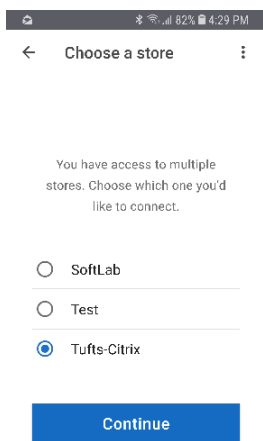 82% 4:29 PM
Choose a store
You have access to multiple
stores. Choose which one you'd
like to connect.
SoftLab
Test
Tufts-Citrix
Continue